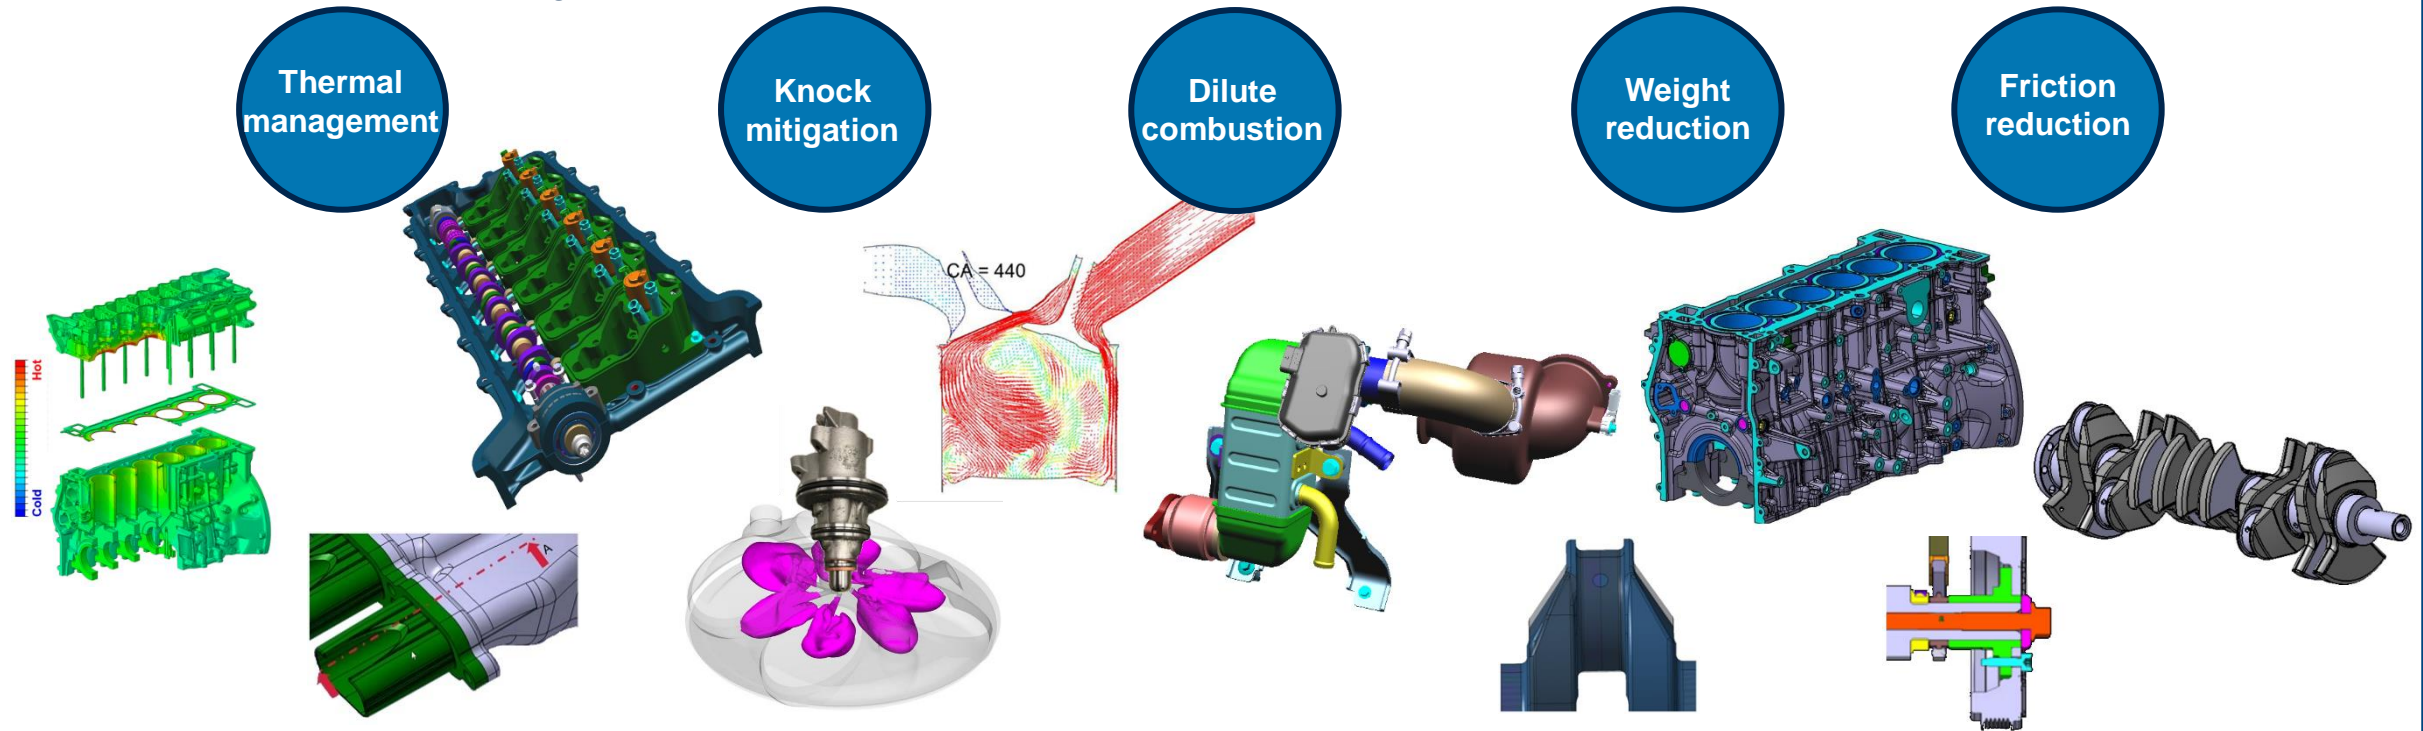 Thermal
management
Knock
mitigation
Dilute
combustion
Weight
reduction
Friction
reduction
CA = 440
Hot
Cold
A